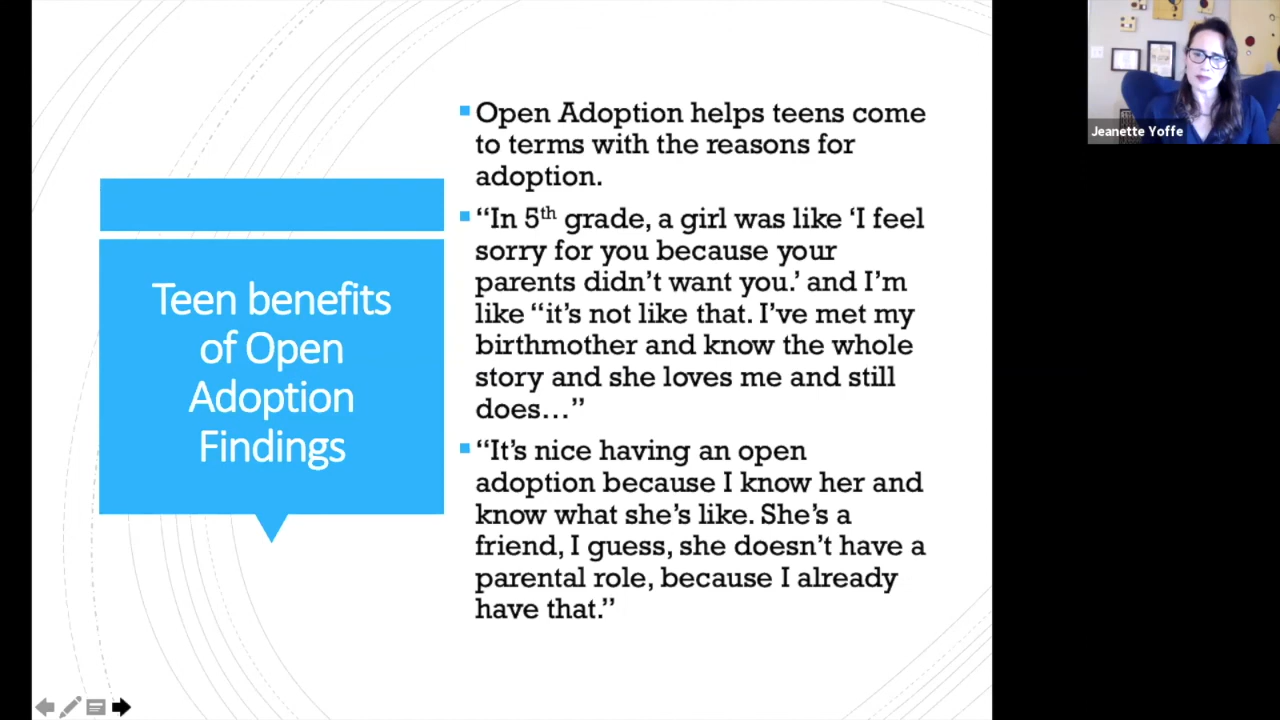 Teen benefits
of Open
Adoption
Findings
Open Adoption helps teens come
to terms with the reasons for
adoption.
“In 5th grade, a girl was like ‘I feel
sorry for you because your
parents didn’t want you.’ and I’m
like “it’s not like that. I’ve met my
birthmother and know the whole
story and she loves me and still
does…”
“It’s nice having an open
adoption because I know her and
know what she’s like. She’s a
friend, I guess, she doesn’t have a
parental role, because I already
have that.”
Jeanette Yoffe